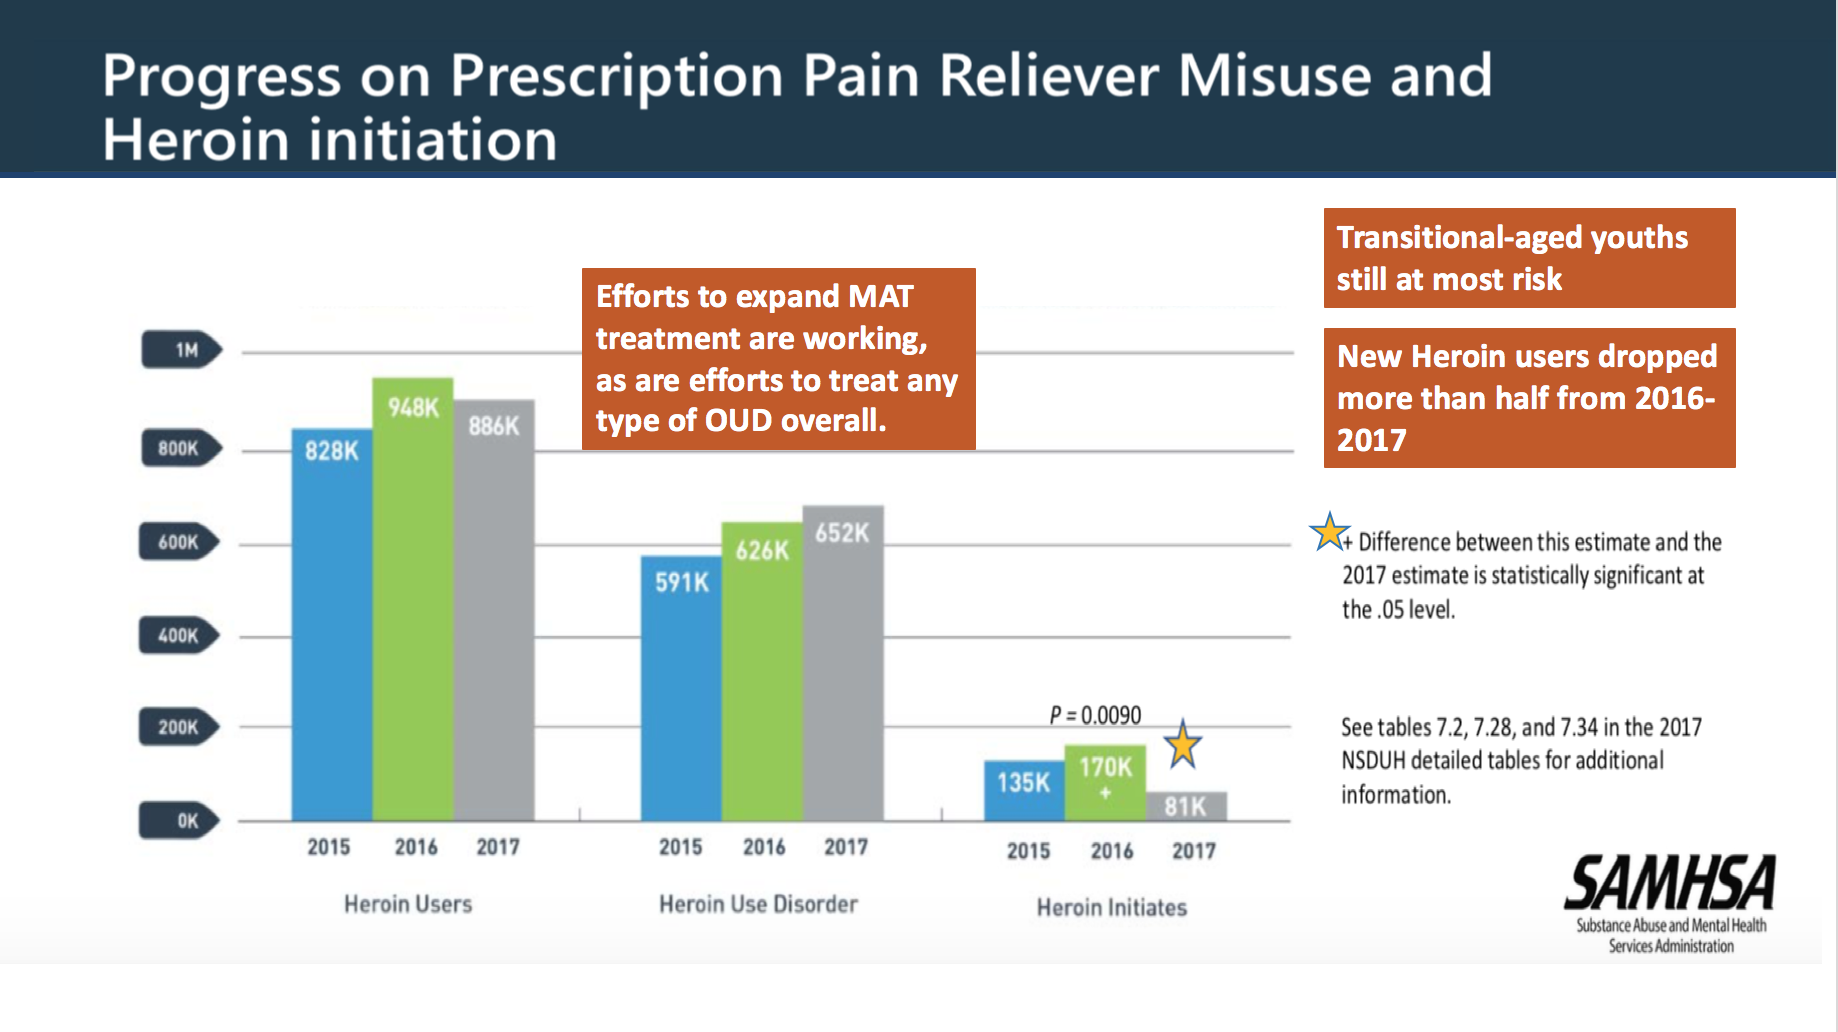 Progress on Prescription Pain Reliever Misuse and
Heroin initiation
Transitional-aged youths
still at most risk
Efforts to expand MAT
treatment are working,
as are efforts to treat any
type of OUD overall.
New Heroin users dropped
more than half from 2016-
2017
1M
800K
600K
400K
200K
0K
828K
948K
886K
591K
626K
652K
P = 0.0090
135K
170K
+
81K
2015 2016 2017
Heroin Users
2015 2016 2017
Heroin Use Disorder
2015 2016 2017
Heroin Initiates
+ Difference between this estimate and the
2017 estimate is statistically significant at
the .05 level.
See tables 7.2, 7.28, and 7.34 in the 2017
NSDUH detailed tables for additional
information.
SAMHSA
Substance Abuse and Mental Health
Services Administration